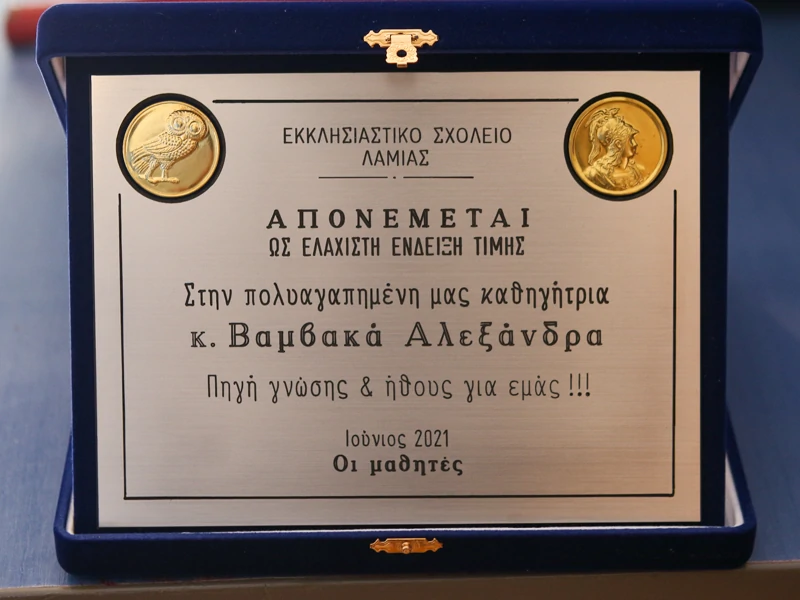 ΕΚΚΛΗΣΙΑΣΤΙΚΟ ΣΧΟΛΕΙΟ
ΛΑΜΙΑΣ
ΑΠΟΝΕΜΕΤΑΙ
ΩΣ ΕΛΑΧΙΣΤΗ ΕΝΔΕΙΞΗ ΤΙΜΗΣ
Στην πολυαγαπημένη μας καθηγήτρια
κ. Βαμβακά Αλεξάνδρα
Πηγή γνώσης & ήθους για εμάς !!!
Ιούνιος 2021
Οι μαθητές